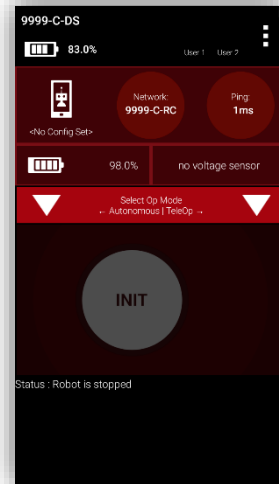 9999-C-DS
83.0%
User 1 User 2
Network:
9999-C-RC
Ping:
1ms
<No Config Set>
98.0%
no voltage sensor
Select Op Mode
← Autonomous | TeleOp →
INIT
Status : Robot is stopped